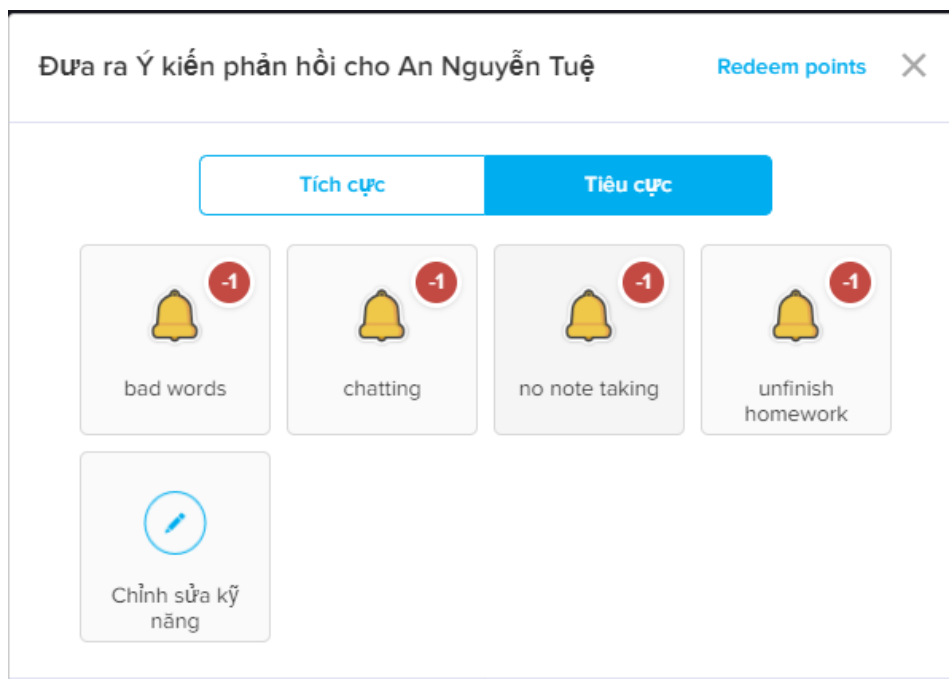 Đưa ra Ý kiến phản hồi cho An Nguyễn Tuệ
Redeem points
Tích cực
Tiêu cực
-1
-1
-1
-1
bad words
chatting
no note taking
unfinish
homework
Chỉnh sửa kỹ
năng